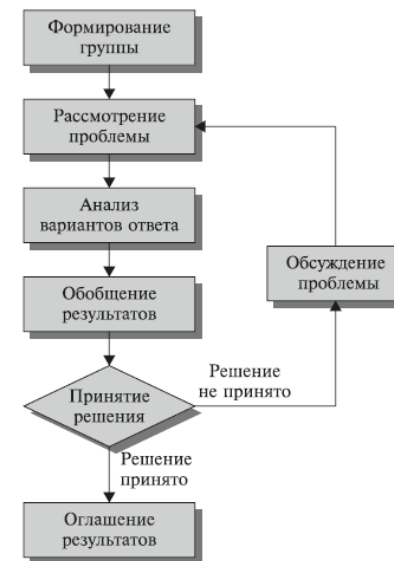 Формирование
группы
Рассмотрение
проблемы
Анализ
вариантов ответа
Обсуждение
проблемы
Обобщение
результатов
Принятие
решения
Решение
не принято
Решение
принято
Оглашение
результатов